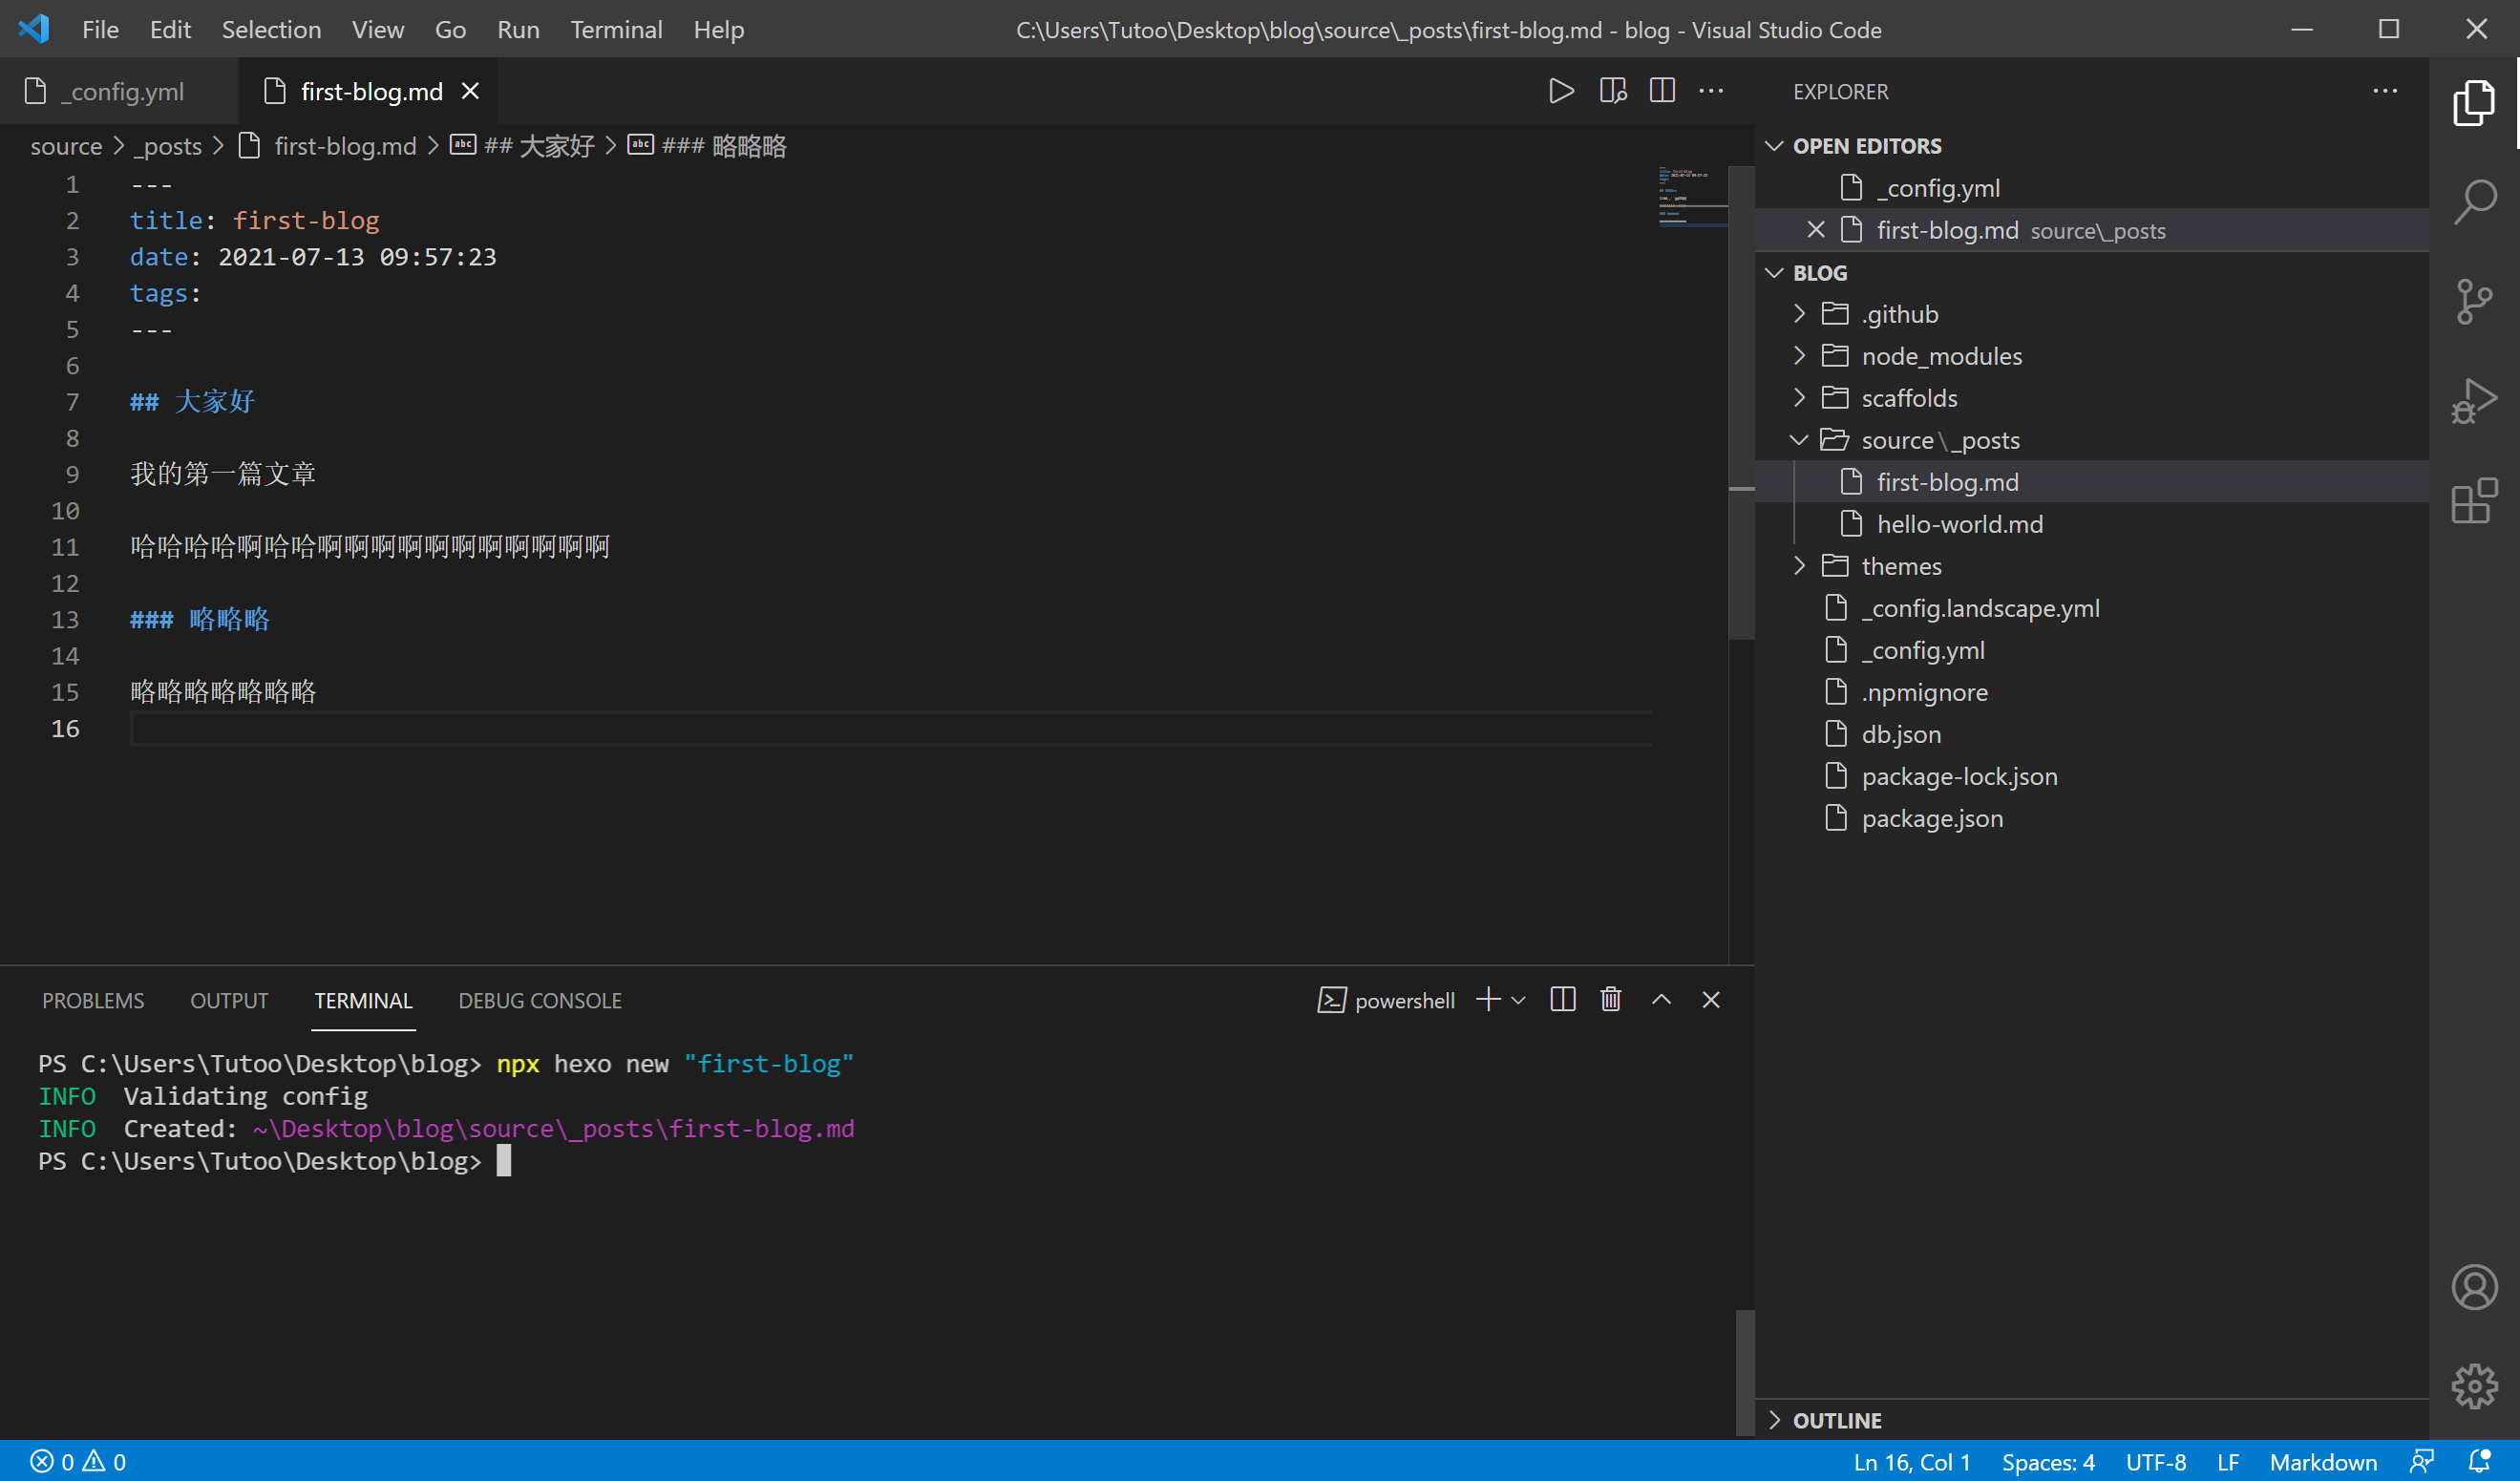 File Edit Selection View Go Run Terminal Help C:\Users\Tutoo\Desktop\blog\source\_posts\first-blog.md - blog - Visual Studio Code
_config.yml first-blog.md
source > _posts > first-blog.md > abc ## 大家好 > abc ### 略略略
1 ---
2 title: first-blog
3 date: 2021-07-13 09:57:23
4 tags:
5 ---
6
7 ## 大家好
8
9 我的第一篇文章
10
11 哈哈哈哈啊哈哈啊啊啊啊啊啊啊啊啊啊啊
12
13 ### 略略略
14
15 略略略略略略略
16
PROBLEMS OUTPUT TERMINAL DEBUG CONSOLE powershell
PS C:\Users\Tutoo\Desktop\blog> npx hexo new "first-blog"
INFO Validating config
INFO Created: ~\Desktop\blog\source\_posts\first-blog.md
PS C:\Users\Tutoo\Desktop\blog>
EXPLORER
OPEN EDITORS
_config.yml
first-blog.md source\_posts
BLOG
.github
node_modules
scaffolds
source\_posts
first-blog.md
hello-world.md
themes
_config.landscape.yml
_config.yml
.npmignore
db.json
package-lock.json
package.json
OUTLINE
0 0 Ln 16, Col 1 Spaces: 4 UTF-8 LF Markdown